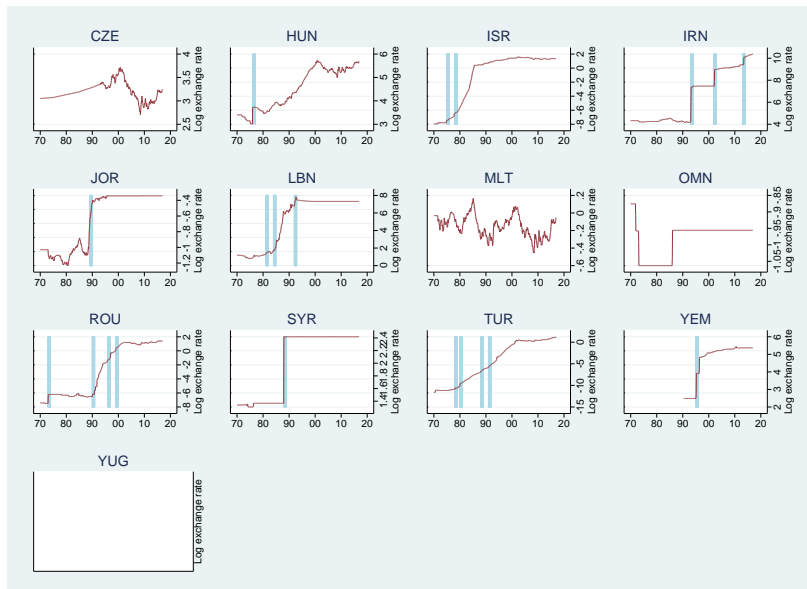 CZE
2.5 3 3.5 4
Log exchange rate
70 80 90 00 10 20
HUN
3 4 5 6
Log exchange rate
70 80 90 00 10 20
ISR
-8 -6 -4 -2 0 2
Log exchange rate
70 80 90 00 10 20
IRN
4 6 8 10
Log exchange rate
70 80 90 00 10 20
JOR
-1.2 -1 -.8 -.6 -.4
Log exchange rate
70 80 90 00 10 20
LBN
0 2 4 6 8
Log exchange rate
70 80 90 00 10 20
MLT
-.6 -.4 -.2 0 .2
Log exchange rate
70 80 90 00 10 20
OMN
-1.05 -1 -.95 -.9 -.85
Log exchange rate
70 80 90 00 10 20
ROU
-8 -6 -4 -2 0 2
Log exchange rate
70 80 90 00 10 20
SYR
1.4 1.6 1.8 2 2.2 2.4
Log exchange rate
70 80 90 00 10 20
TUR
-15 -10 -5 0
Log exchange rate
70 80 90 00 10 20
YEM
2 3 4 5 6
Log exchange rate
70 80 90 00 10 20
YUG
Log exchange rate